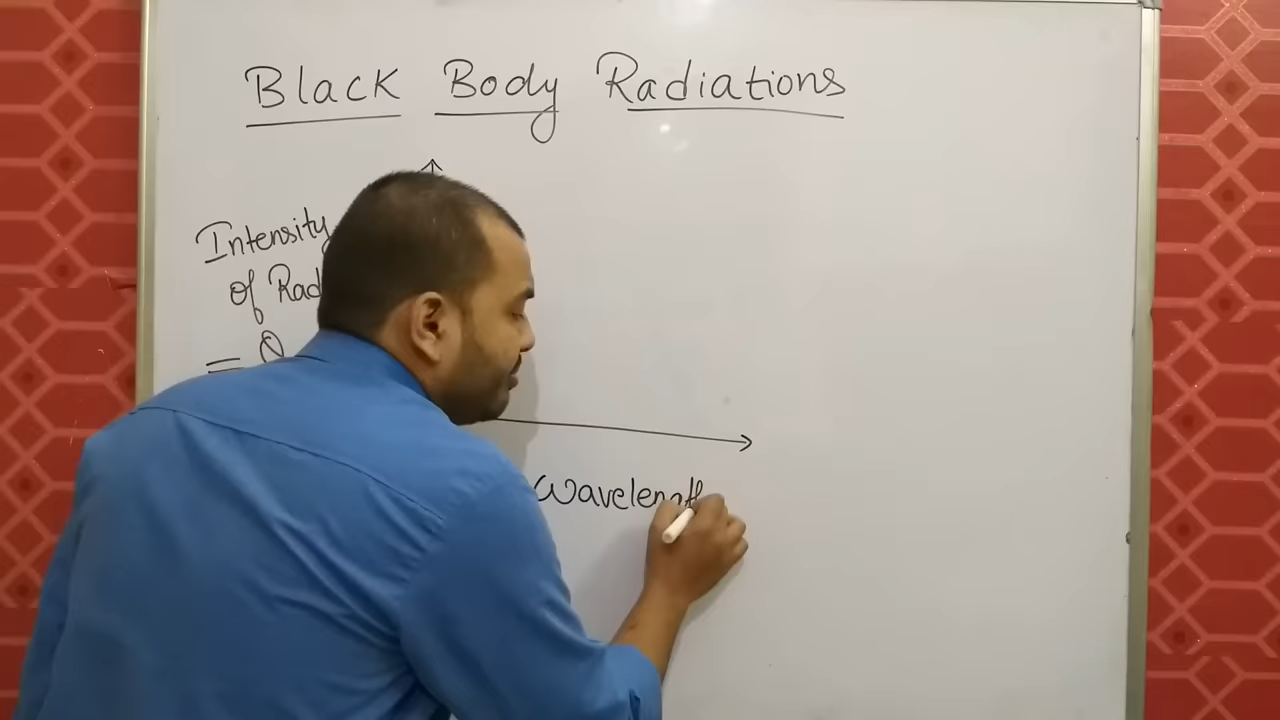 Black Body Radiations
Intensity
of Rad
= Q
Wavelength